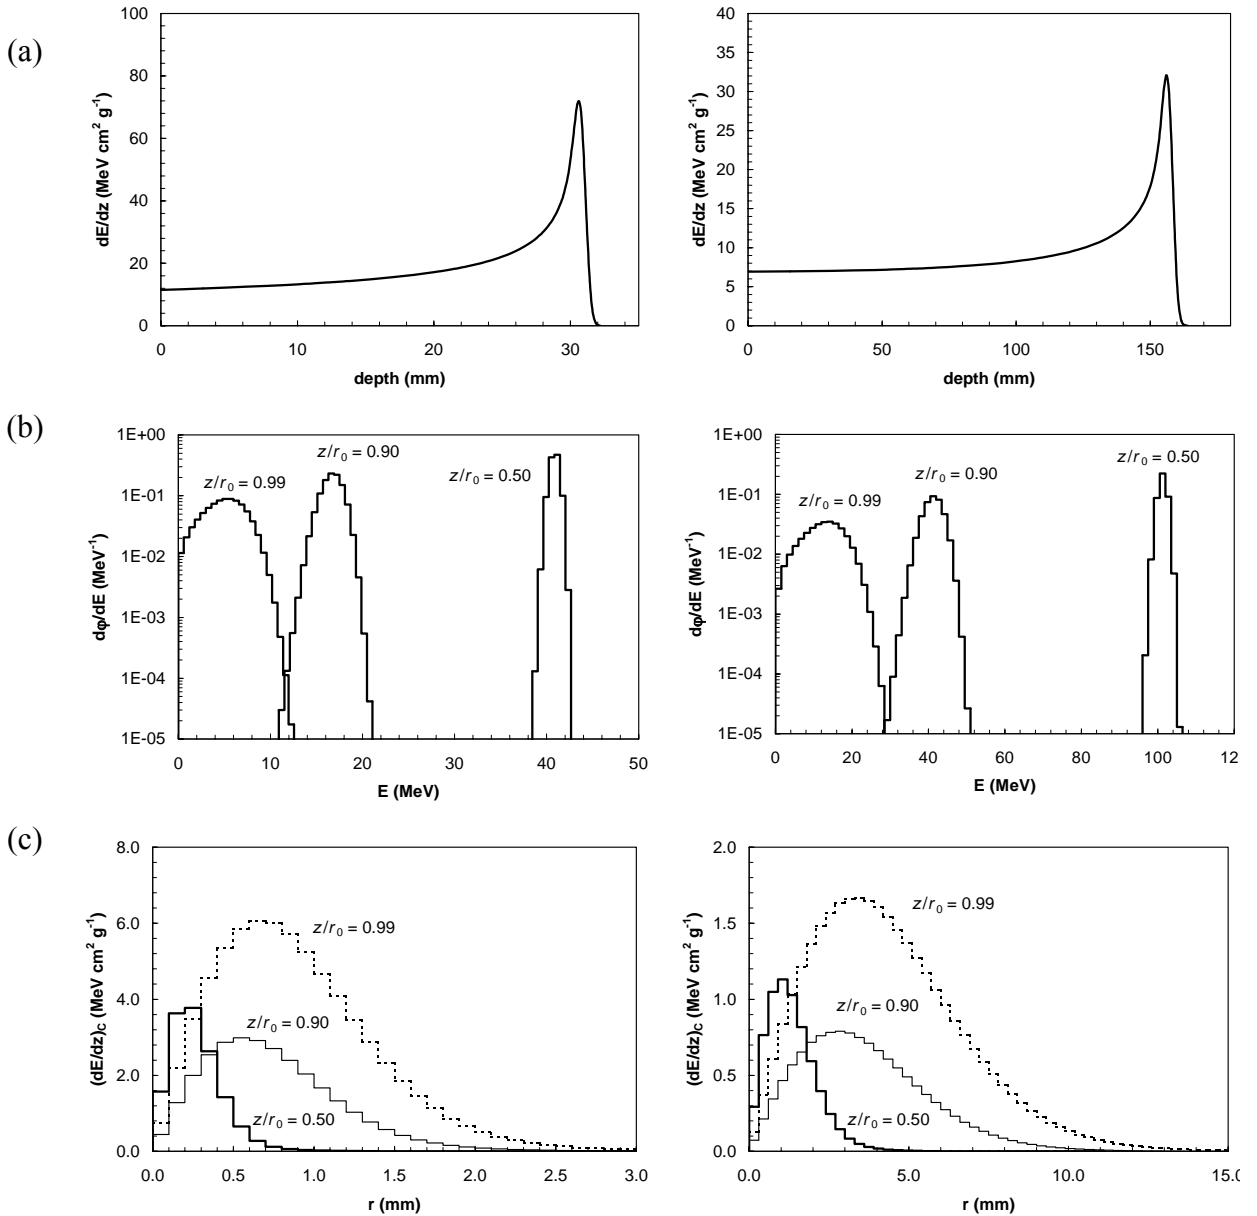 (a)
100
80
60
40
20
0
dE/dz (MeV cm² g⁻¹)
0 10 20 30
depth (mm)
40
35
30
25
20
15
10
5
0
dE/dz (MeV cm² g⁻¹)
0 50 100 150
depth (mm)
(b)
1E+00
1E-01
1E-02
1E-03
1E-04
1E-05
dφ/dE (MeV⁻¹)
z/r₀ = 0.99
z/r₀ = 0.90
z/r₀ = 0.50
0 10 20 30 40 50
E (MeV)
1E+00
1E-01
1E-02
1E-03
1E-04
1E-05
dφ/dE (MeV⁻¹)
z/r₀ = 0.99
z/r₀ = 0.90
z/r₀ = 0.50
0 20 40 60 80 100 12
E (MeV)
(c)
8.0
6.0
4.0
2.0
0.0
(dE/dz)C (MeV cm² g⁻¹)
z/r₀ = 0.99
z/r₀ = 0.90
z/r₀ = 0.50
0.0 0.5 1.0 1.5 2.0 2.5 3.0
r (mm)
2.0
1.5
1.0
0.5
0.0
(dE/dz)C (MeV cm² g⁻¹)
z/r₀ = 0.99
z/r₀ = 0.90
z/r₀ = 0.50
0.0 5.0 10.0 15.0
r (mm)